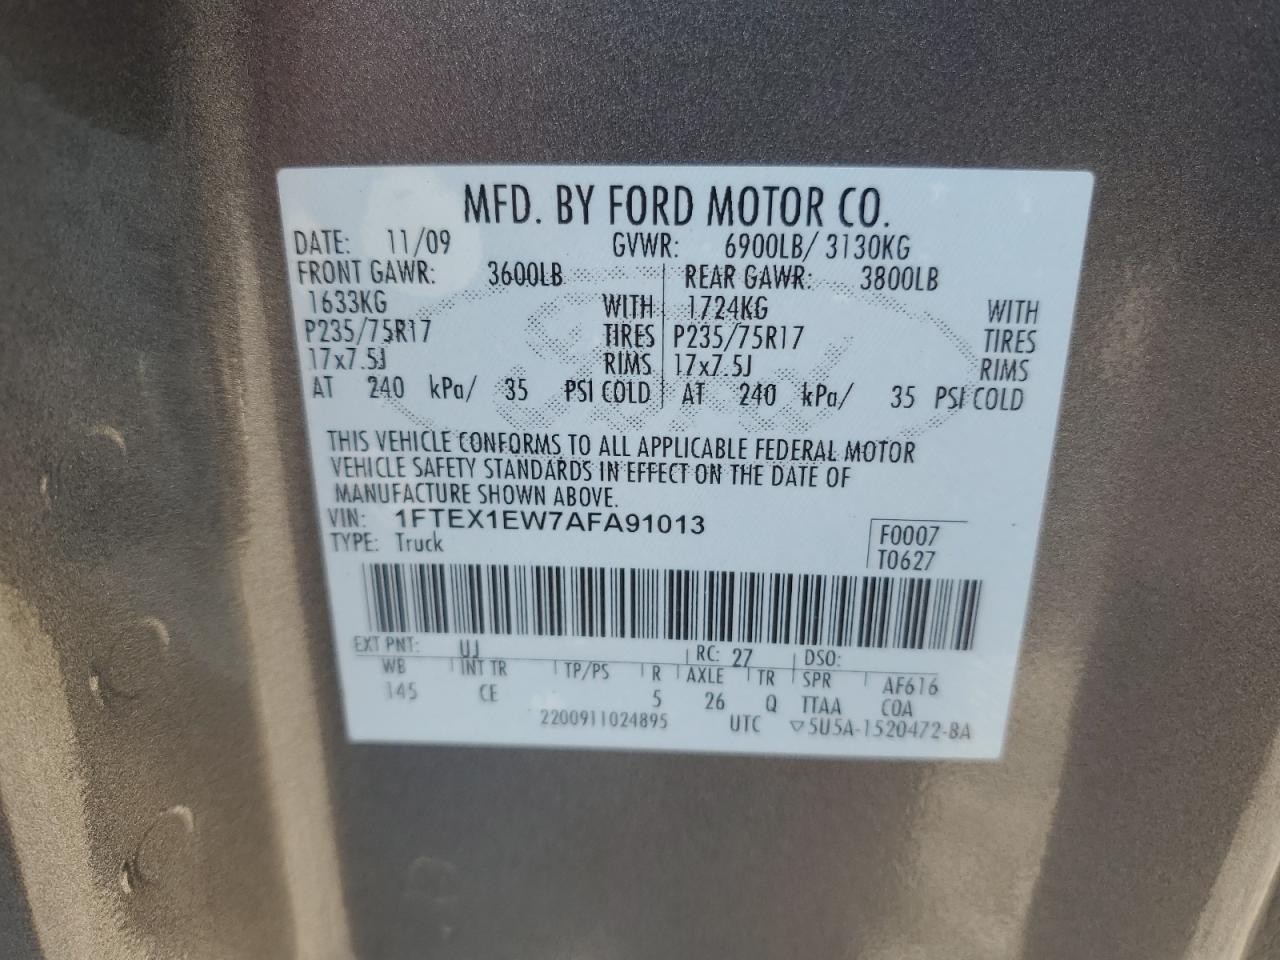 MFD. BY FORD MOTOR CO.
DATE: 11/09 GVWR: 6900LB/ 3130KG
FRONT GAWR: 3600LB REAR GAWR: 3800LB
1633KG WITH 1724KG WITH
P235/75R17 TIRES P235/75R17 TIRES
17x7.5J RIMS 17x7.5J RIMS
AT 240 kPa/ 35 PSI COLD AT 240 kPa/ 35 PSI COLD
THIS VEHICLE CONFORMS TO ALL APPLICABLE FEDERAL MOTOR
VEHICLE SAFETY STANDARDS IN EFFECT ON THE DATE OF
MANUFACTURE SHOWN ABOVE.
VIN: 1FTEX1EW7AFA91013
TYPE: Truck
F0007
T0627
EXT PNT: UJ RC: 27 DSO:
WB INT TR TP/PS R AXLE TR SPR AF616
145 CE 5 26 Q TTAA COA
2200911024895 UTC ▽5U5A-1520472-BA